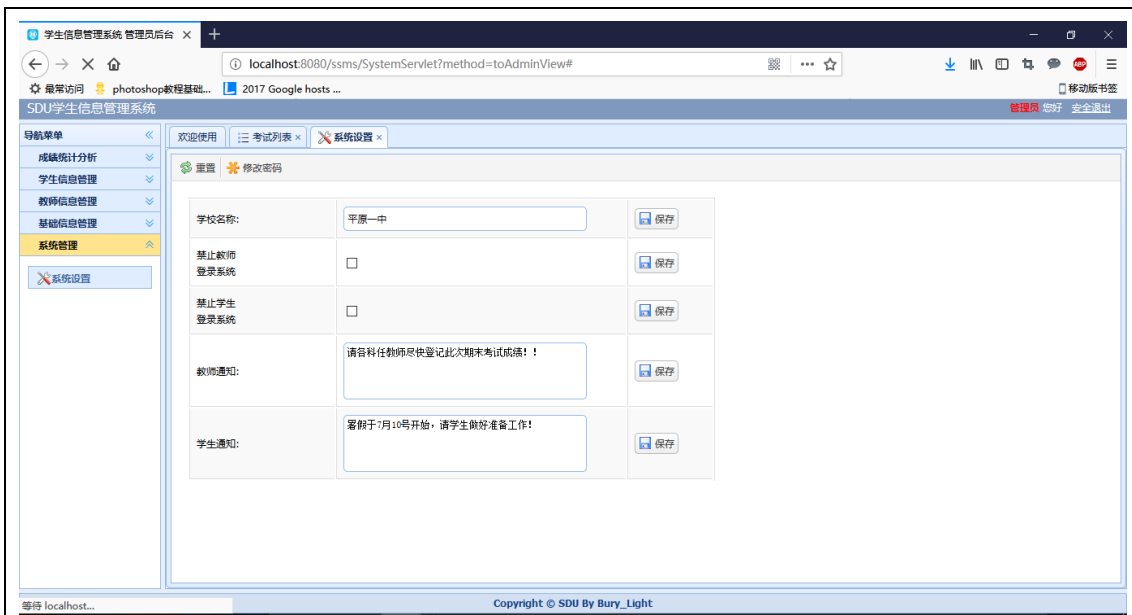 学生信息管理系统 管理员后台
localhost:8080/ssms/SystemServlet?method=toAdminView#
ABP
最常访问 photoshop教程基础... 2017 Google hosts ... 移动版书签
SDU学生信息管理系统 管理员 您好 安全退出
导航菜单
成绩统计分析
学生信息管理
教师信息管理
基础信息管理
系统管理
系统设置
欢迎使用 考试列表 系统设置
重置 修改密码
学校名称: 平原一中 保存
禁止教师
登录系统
保存
禁止学生
登录系统
保存
教师通知: 请各科任教师尽快登记此次期末考试成绩！！ 保存
学生通知: 署假于7月10号开始，请学生做好准备工作! 保存
等待 localhost...
Copyright © SDU By Bury_Light